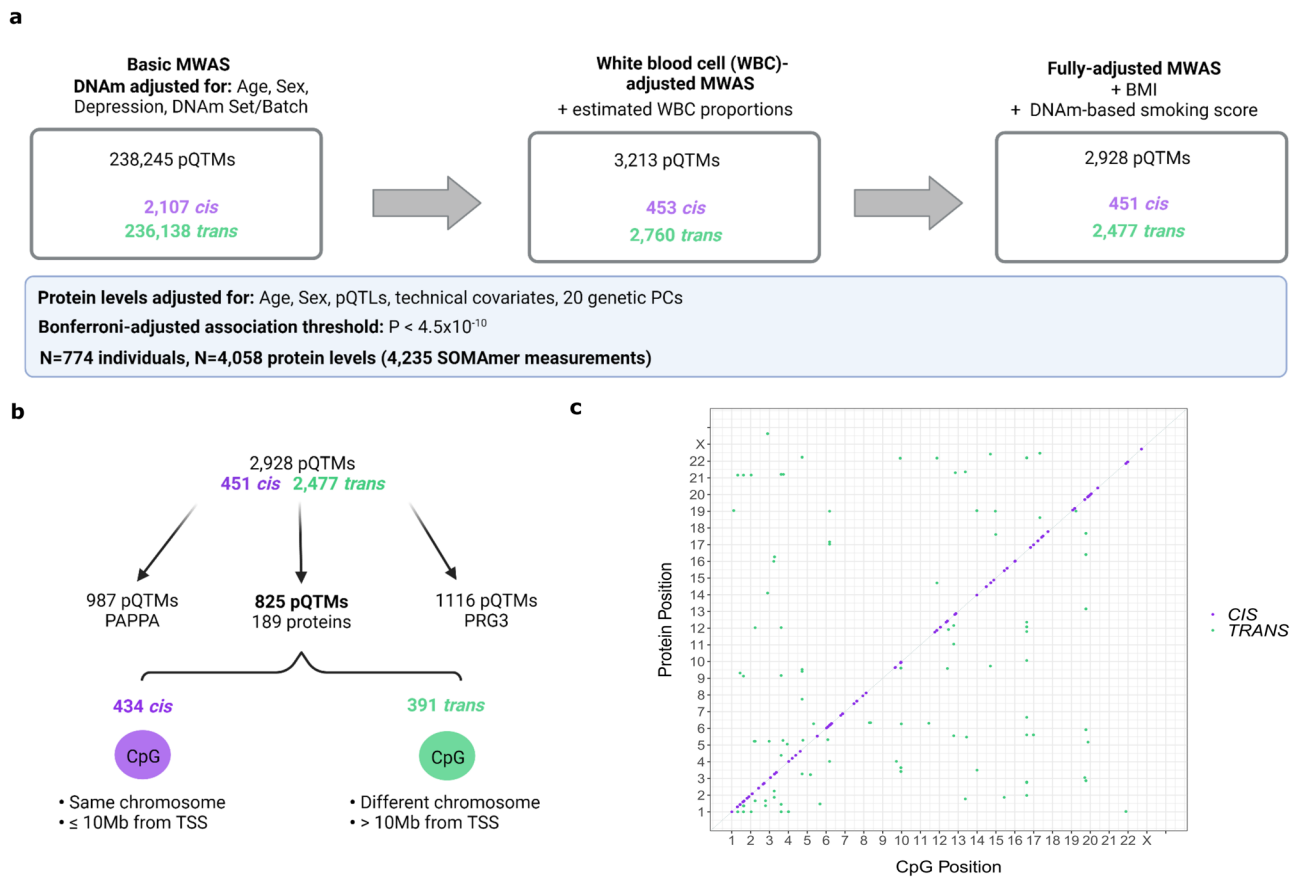 a
Basic MWAS
DNAm adjusted for: Age, Sex,
Depression, DNAm Set/Batch
238,245 pQTMs
2,107 cis
236,138 trans
White blood cell (WBC)-
adjusted MWAS
+ estimated WBC proportions
3,213 pQTMs
453 cis
2,760 trans
Fully-adjusted MWAS
+ BMI
+ DNAm-based smoking score
2,928 pQTMs
451 cis
2,477 trans
Protein levels adjusted for: Age, Sex, pQTLs, technical covariates, 20 genetic PCs
Bonferroni-adjusted association threshold: P < 4.5x10⁻¹⁰
N=774 individuals, N=4,058 protein levels (4,235 SOMAmer measurements)
b
2,928 pQTMs
451 cis 2,477 trans
987 pQTMs
PAPPA
825 pQTMs
189 proteins
1116 pQTMs
PRG3
434 cis
391 trans
CpG
CpG
• Same chromosome
• ≤ 10Mb from TSS
• Different chromosome
• > 10Mb from TSS
c
Protein Position
X
22
21
20
19
18
17
16
15
14
13
12
11
10
9
8
7
6
5
4
3
2
1
1 2 3 4 5 6 7 8 9 10 11 12 13 14 15 16 17 18 19 20 21 22 X
CpG Position
CIS
TRANS